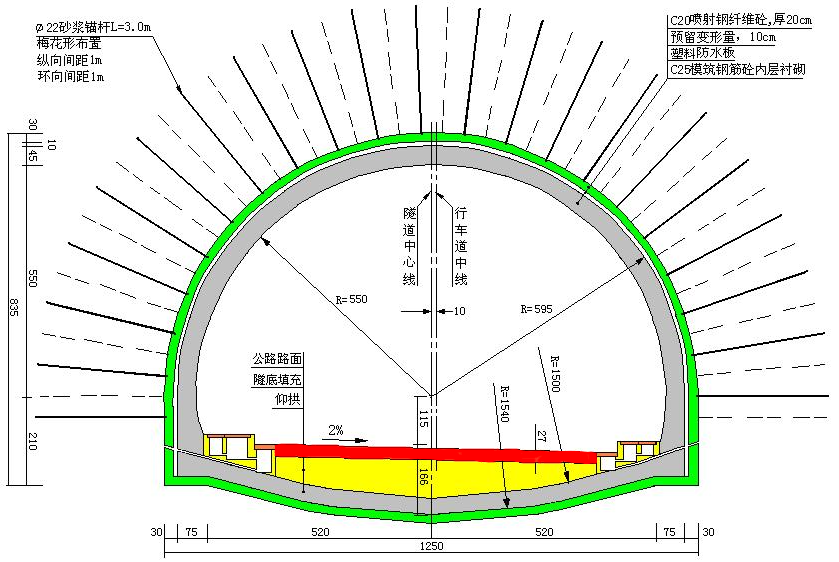 ϕ22砂浆锚杆L=3.0m
梅花形布置
纵向间距1m
环向间距1m
C20喷射钢纤维砼,厚20cm
预留变形量，10cm
塑料防水板
C25模筑钢筋砼内层衬砌
30
10
45
550
835
210
隧道中心线
行车道中线
R=550
R=595
10
公路路面
隧底填充
仰拱
R=1500
R=1540
115
2%
27
166
30
75
520
520
75
30
1250